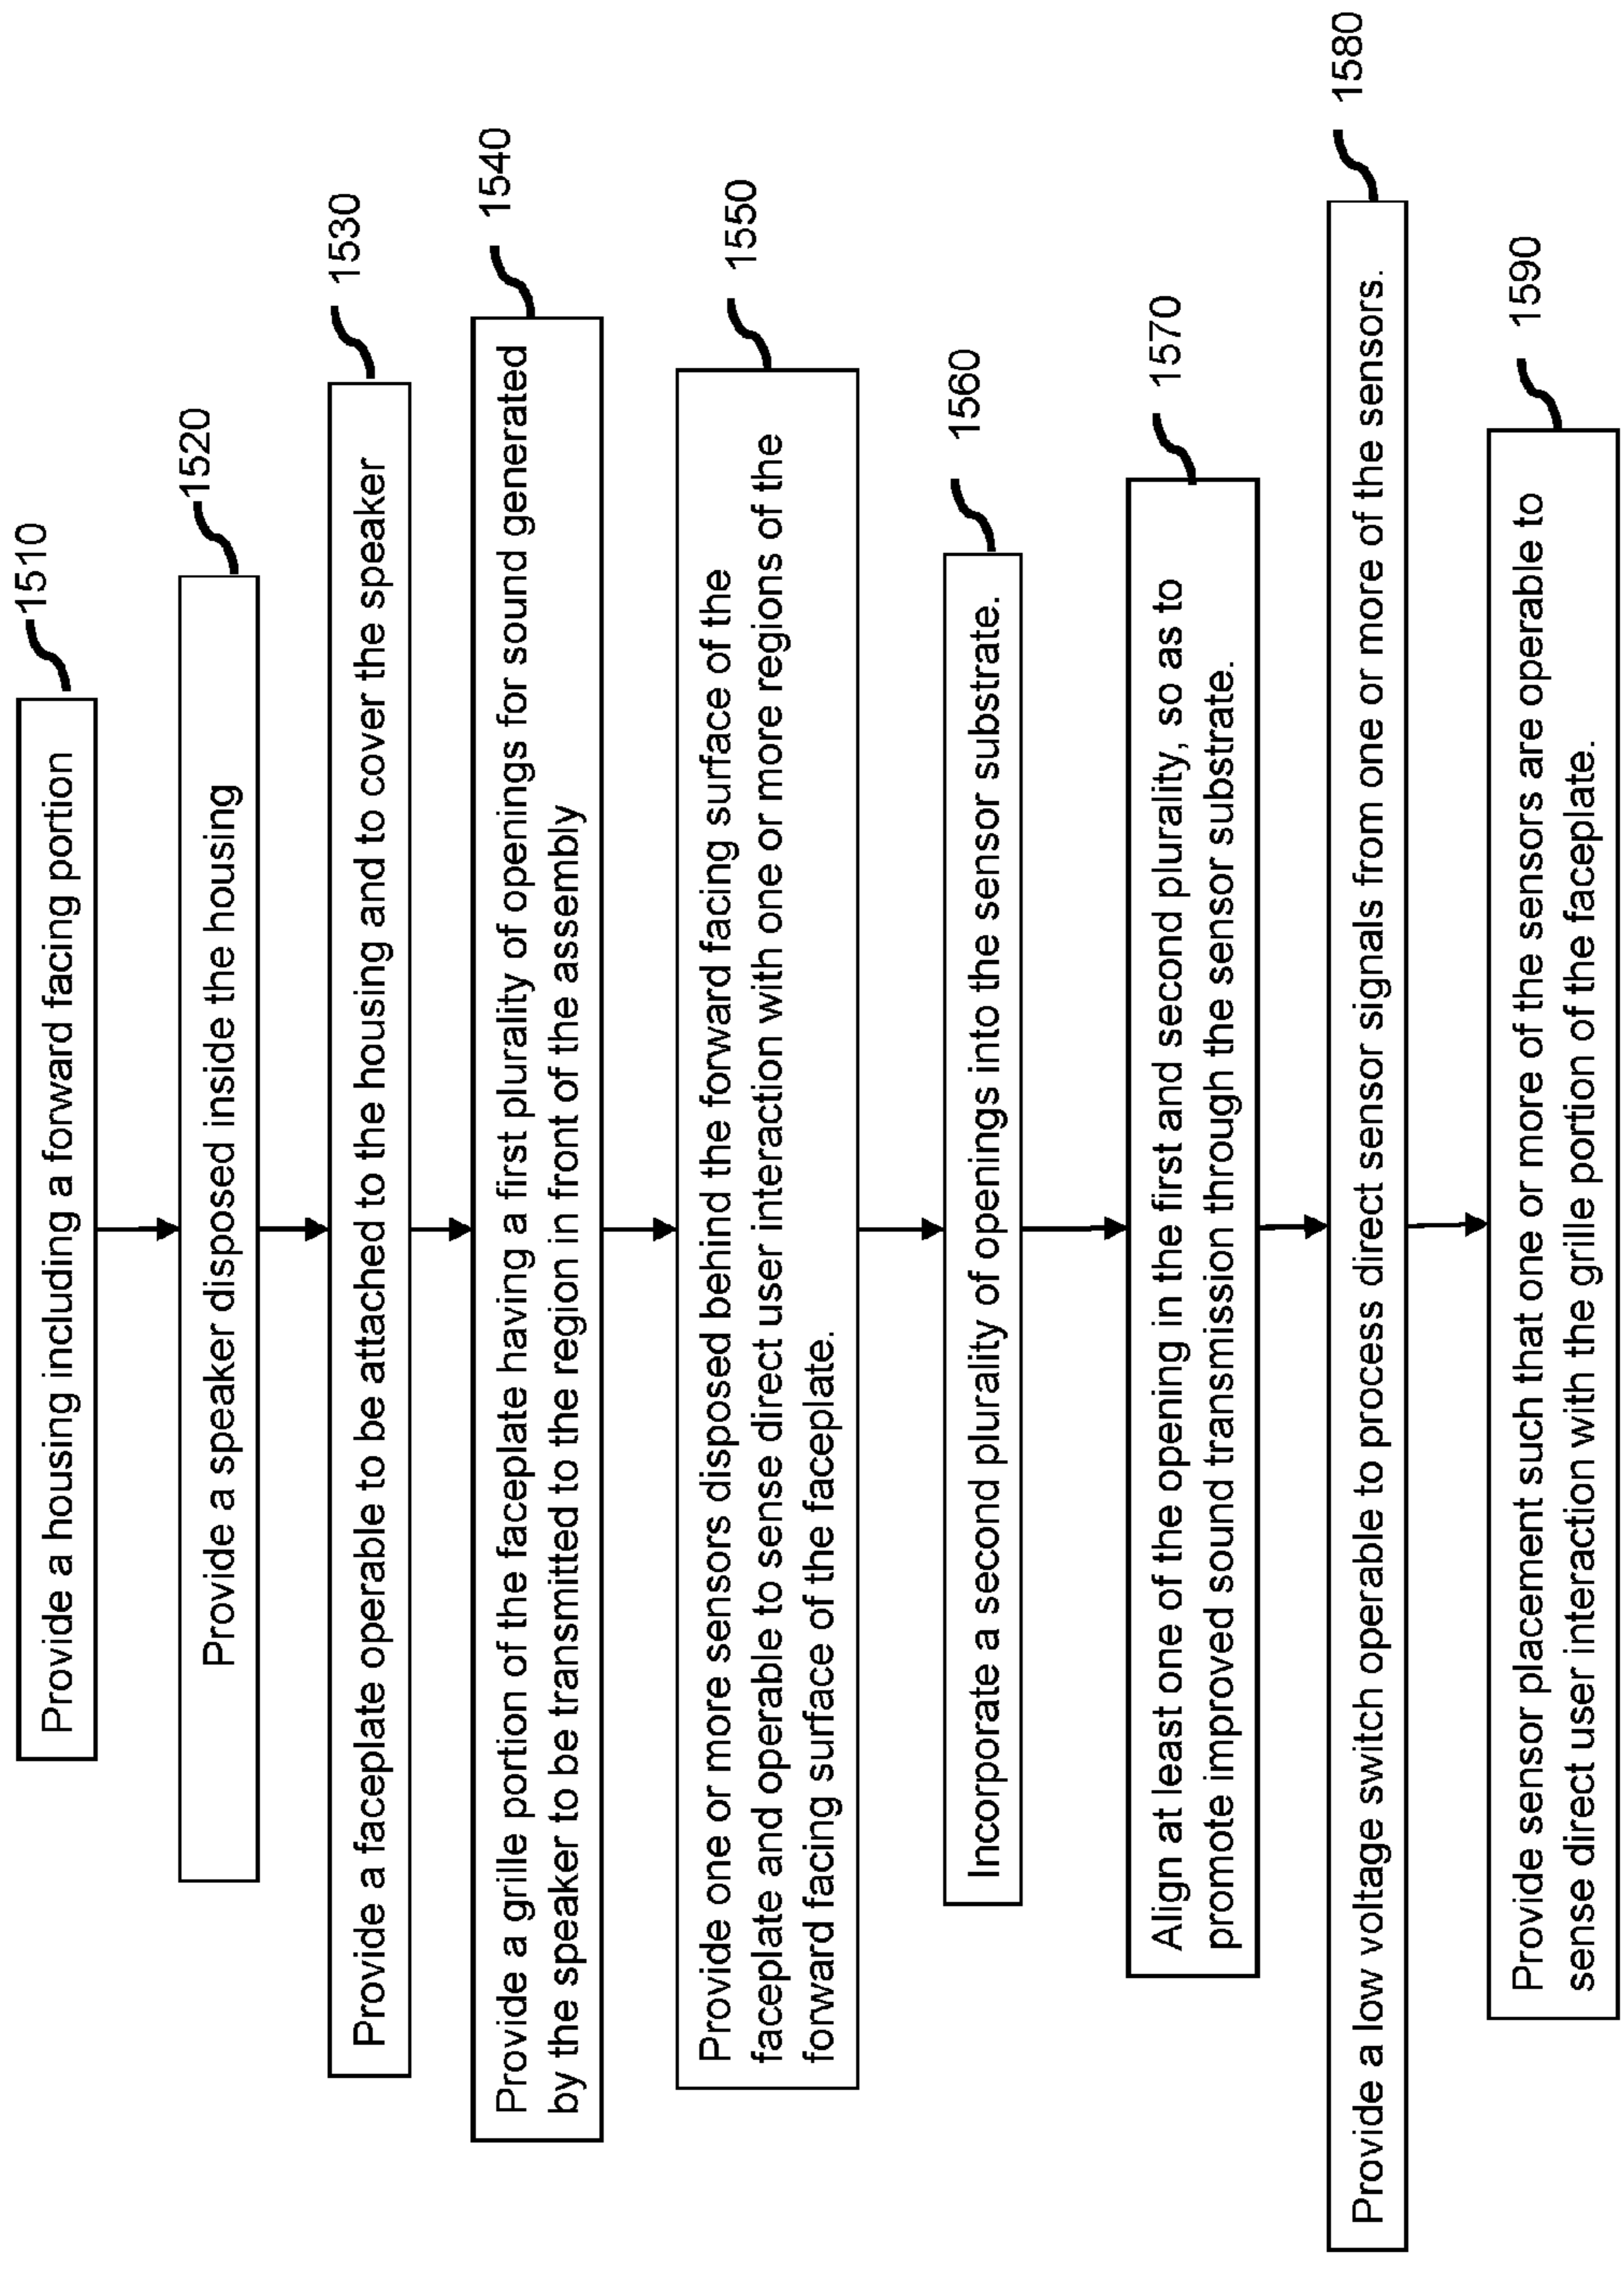 1510
Provide a housing including a forward facing portion
1520
Provide a speaker disposed inside the housing
1530
Provide a faceplate operable to be attached to the housing and to cover the speaker
1540
Provide a grille portion of the faceplate having a first plurality of openings for sound generated
by the speaker to be transmitted to the region in front of the assembly
1550
Provide one or more sensors disposed behind the forward facing surface of the
faceplate and operable to sense direct user interaction with one or more regions of the
forward facing surface of the faceplate.
1560
Incorporate a second plurality of openings into the sensor substrate.
1570
Align at least one of the opening in the first and second plurality, so as to
promote improved sound transmission through the sensor substrate.
1580
Provide a low voltage switch operable to process direct sensor signals from one or more of the sensors.
1590
Provide sensor placement such that one or more of the sensors are operable to
sense direct user interaction with the grille portion of the faceplate.